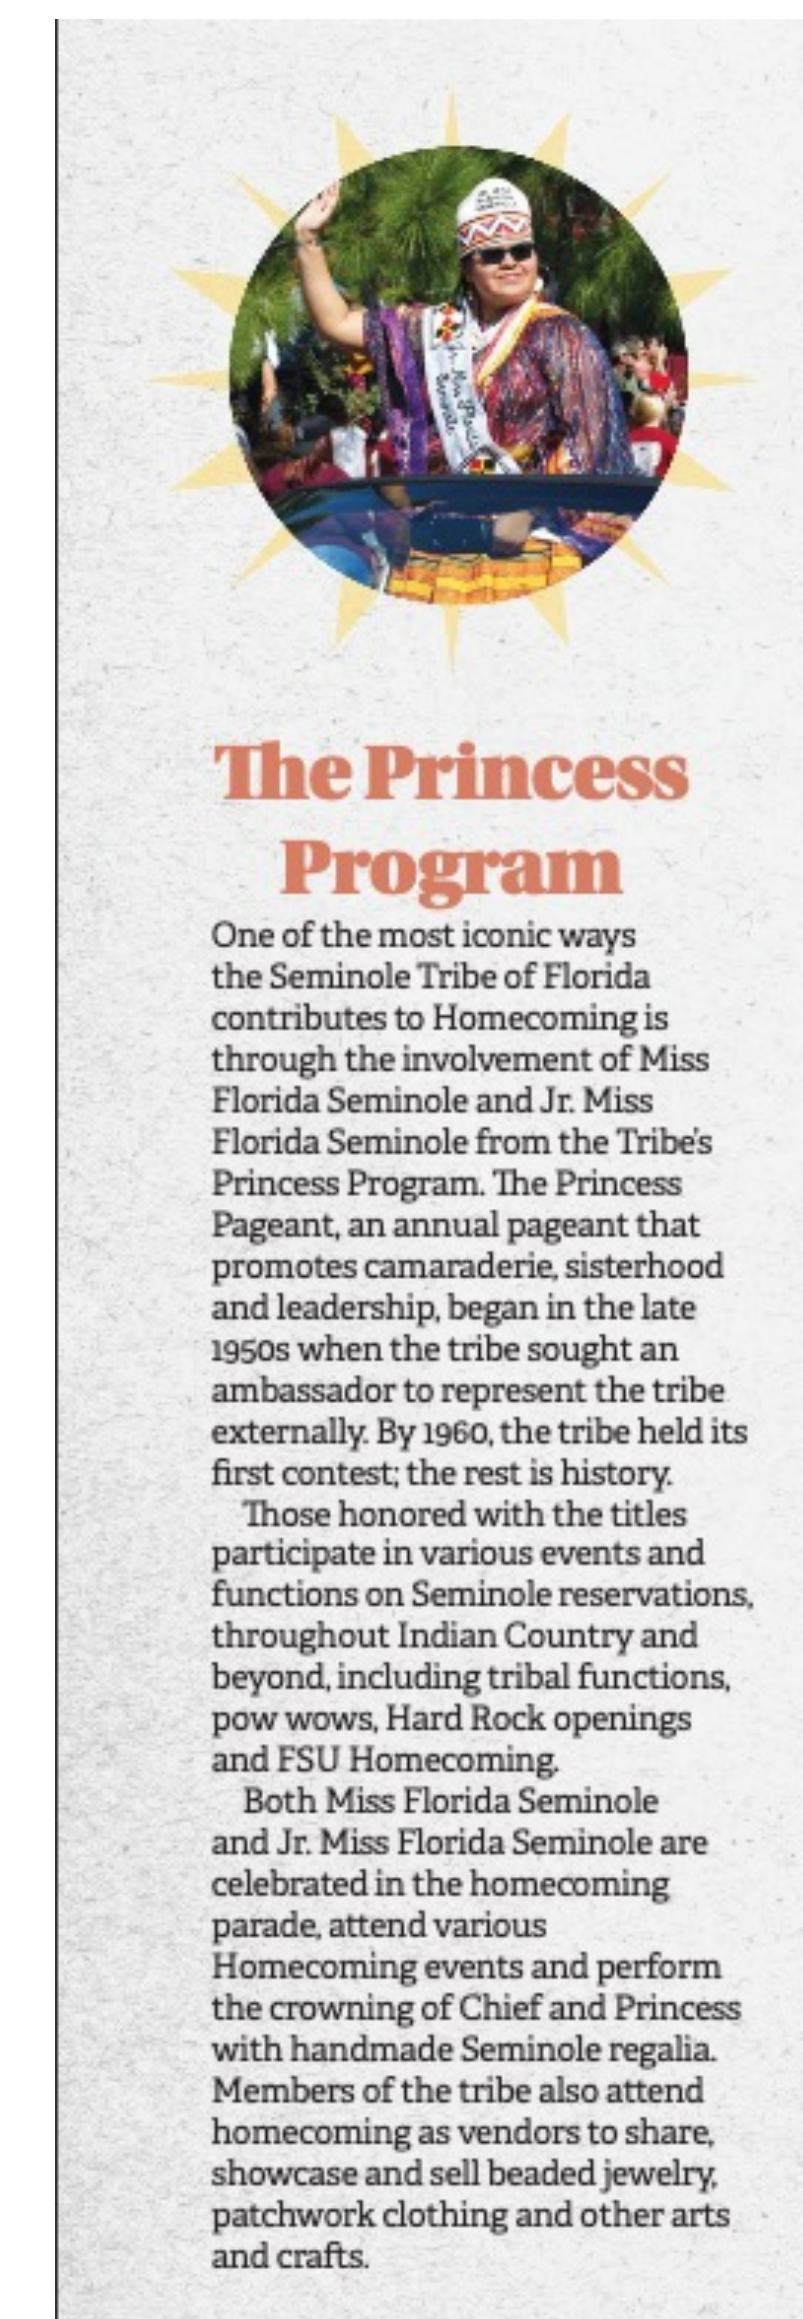 Jr. Miss Florida
Seminole
The Princess
Program
One of the most iconic ways
the Seminole Tribe of Florida
contributes to Homecoming is
through the involvement of Miss
Florida Seminole and Jr. Miss
Florida Seminole from the Tribe's
Princess Program. The Princess
Pageant, an annual pageant that
promotes camaraderie, sisterhood
and leadership, began in the late
1950s when the tribe sought an
ambassador to represent the tribe
externally. By 1960, the tribe held its
first contest; the rest is history.
Those honored with the titles
participate in various events and
functions on Seminole reservations,
throughout Indian Country and
beyond, including tribal functions,
pow wows, Hard Rock openings
and FSU Homecoming.
Both Miss Florida Seminole
and Jr. Miss Florida Seminole are
celebrated in the homecoming
parade, attend various
Homecoming events and perform
the crowning of Chief and Princess
with handmade Seminole regalia.
Members of the tribe also attend
homecoming as vendors to share,
showcase and sell beaded jewelry,
patchwork clothing and other arts
and crafts.